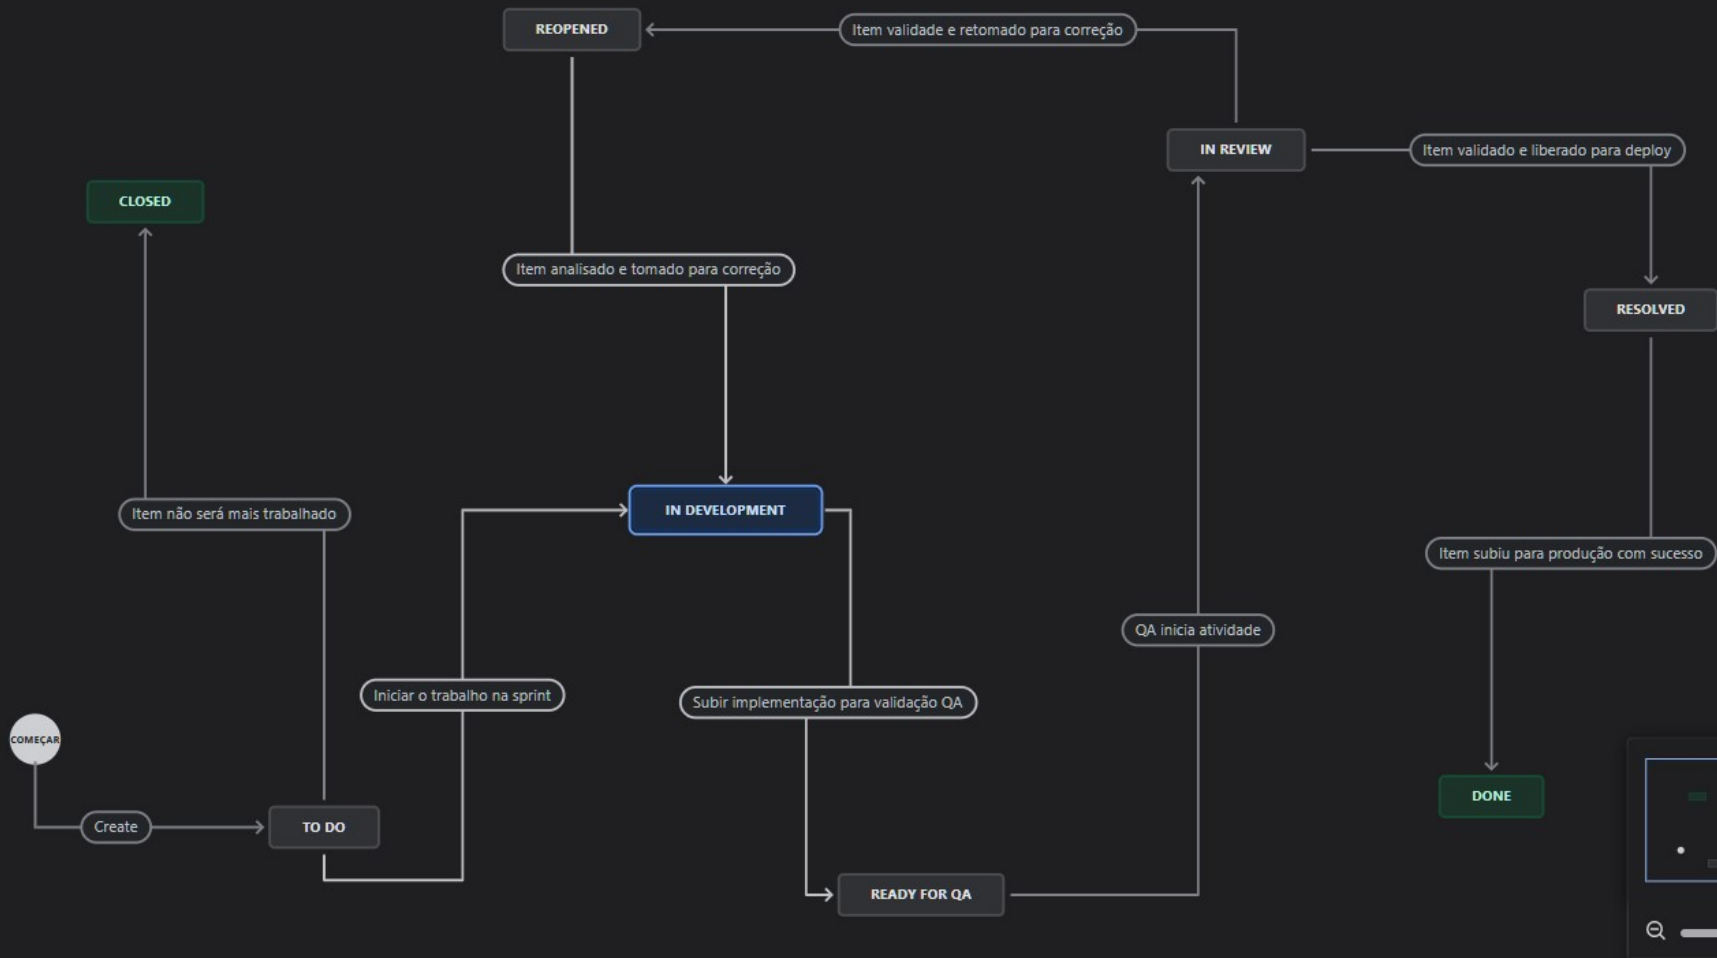 REOPENED
Item validade e retomado para correção
IN REVIEW
Item validado e liberado para deploy
CLOSED
Item analisado e tomado para correção
RESOLVED
IN DEVELOPMENT
Item não será mais trabalhado
Item subiu para produção com sucesso
QA inicia atividade
Iniciar o trabalho na sprint
Subir implementação para validação QA
COMEÇAR
Create
TO DO
DONE
READY FOR QA